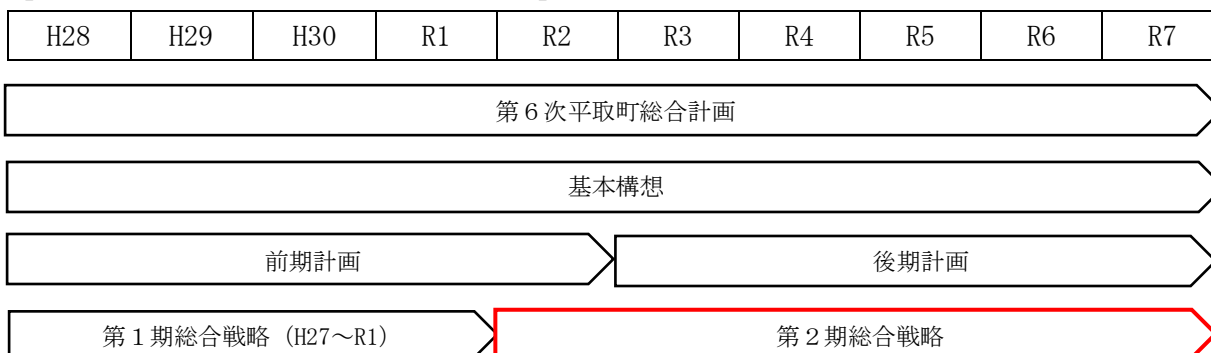 H28 H29 H30 R1 R2 R3 R4 R5 R6 R7
第6次平取町総合計画
基本構想
前期計画 後期計画
第1期総合戦略（H27～R1） 第2期総合戦略